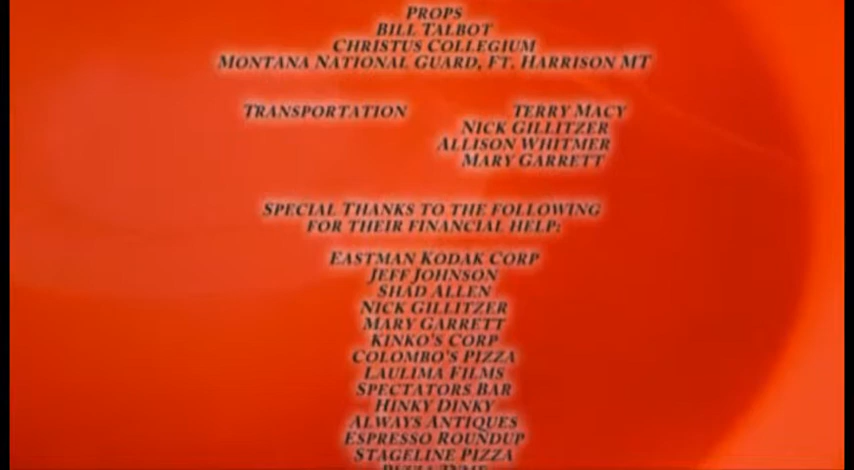 PROPS
BILL TALBOT
CHRISTUS COLLEGIUM
MONTANA NATIONAL GUARD, FT. HARRISON MT
TRANSPORTATION TERRY MACY
NICK GILLITZER
ALLISON WHITMER
MARY GARRETT
SPECIAL THANKS TO THE FOLLOWING
FOR THEIR FINANCIAL HELP:
EASTMAN KODAK CORP
JEFF JOHNSON
SHAD ALLEN
NICK GILLITZER
MARY GARRETT
KINKO'S CORP
COLOMBO'S PIZZA
LAULIMA FILMS
SPECTATORS BAR
HINKY DINKY
ALWAYS ANTIQUES
ESPRESSO ROUNDUP
STAGELINE PIZZA